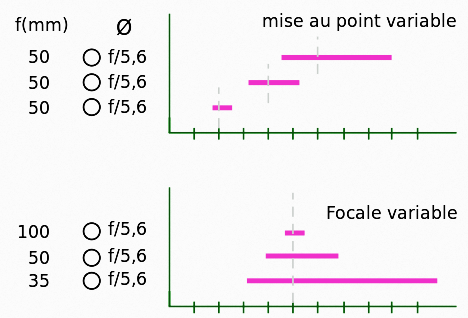 f(mm) Ø mise au point variable
50 f/5,6
50 f/5,6
50 f/5,6
Focale variable
100 f/5,6
50 f/5,6
35 f/5,6